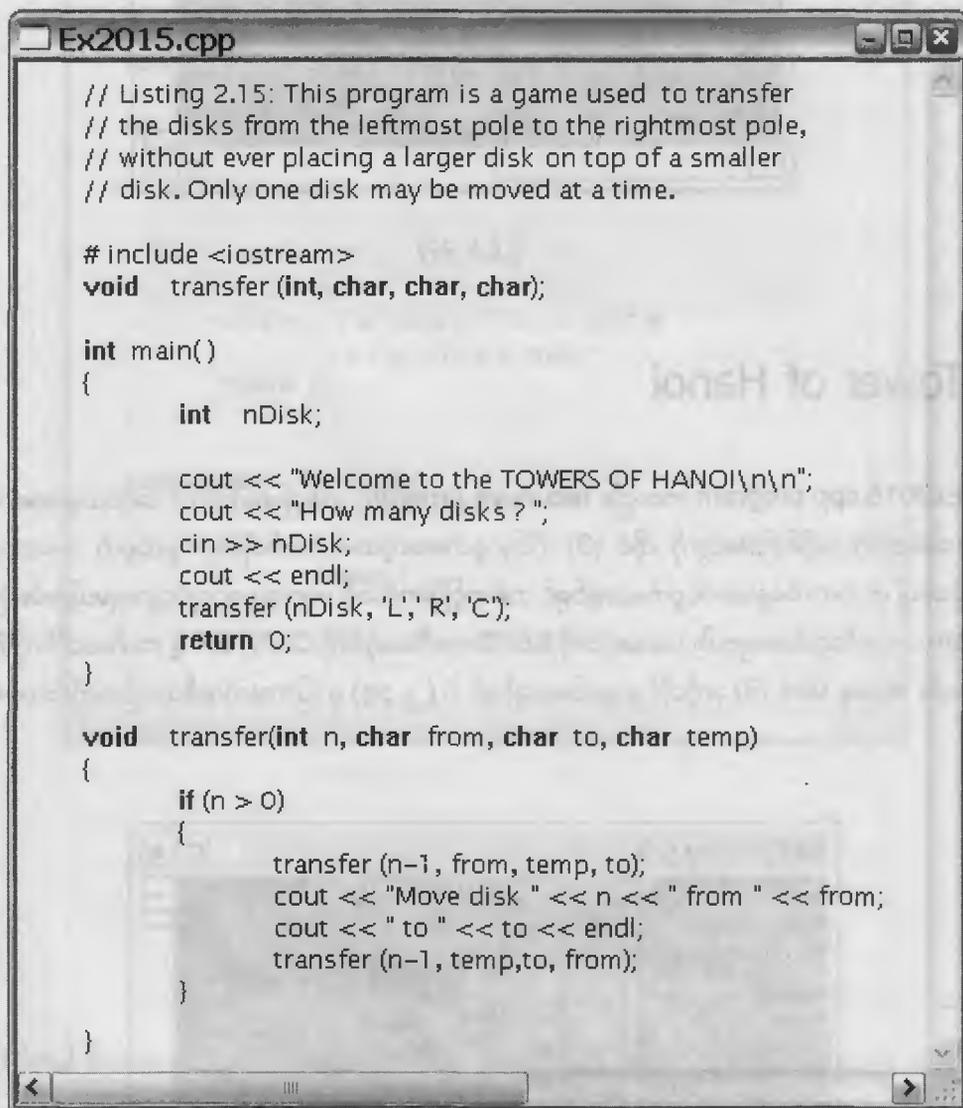 Ex2015.cpp
// Listing 2.15: This program is a game used to transfer
// the disks from the leftmost pole to the rightmost pole,
// without ever placing a larger disk on top of a smaller
// disk. Only one disk may be moved at a time.
# include <iostream>
void transfer (int, char, char, char);
int main( )
{
int nDisk;
cout << "Welcome to the TOWERS OF HANOI\n\n";
cout << "How many disks ? ";
cin >> nDisk;
cout << endl;
transfer (nDisk, 'L', 'R', 'C');
return 0;
}
void transfer(int n, char from, char to, char temp)
{
if (n > 0)
{
transfer (n-1, from, temp, to);
cout << "Move disk " << n << " from " << from;
cout << " to " << to << endl;
transfer (n-1, temp,to, from);
}
}